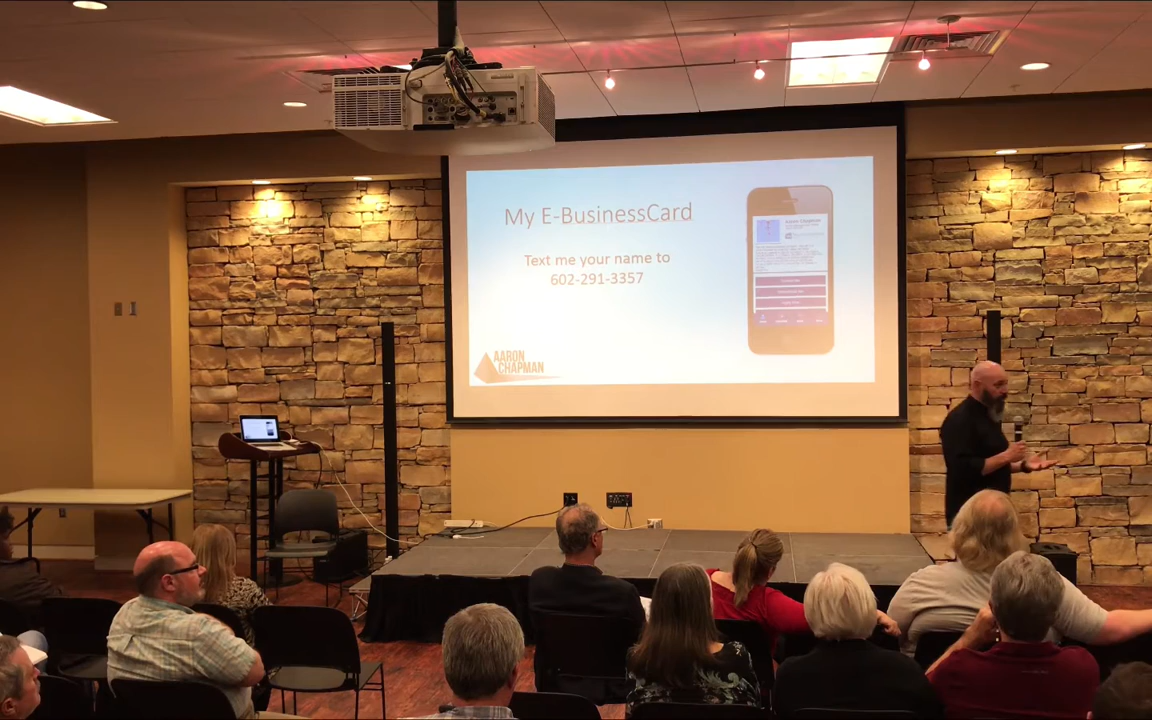 My E-BusinessCard
Text me your name to
602-291-3357
AARON
CHAPMAN